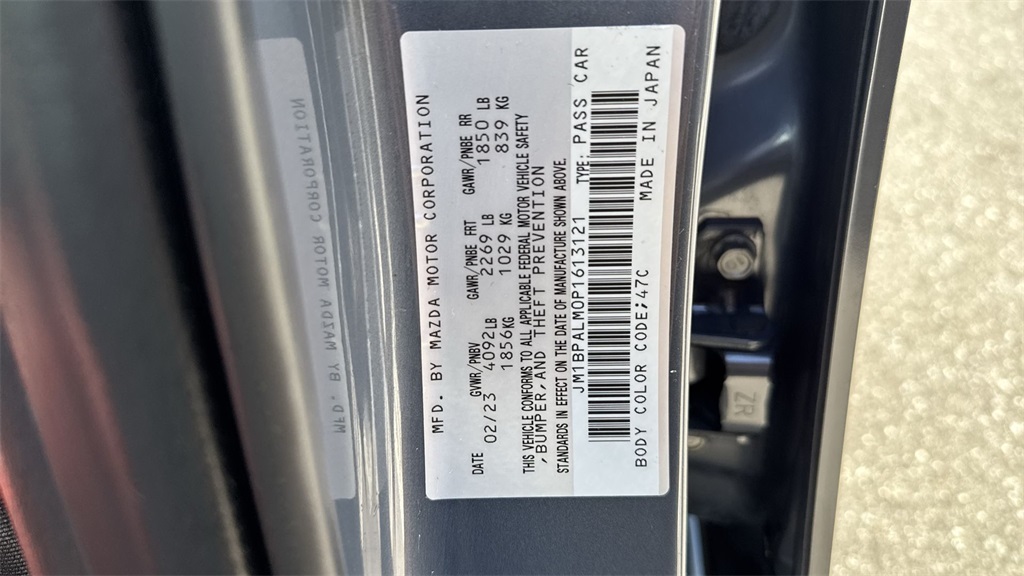 MFD. BY MAZDA MOTOR CORPORATION
DATE GVWR/PNBV GAWR/PNBE FRT GAWR/PNBE RR
02/23 4092LB 2269 LB 1850 LB
1856KG 1029 KG 839 KG
THIS VEHICLE CONFORMS TO ALL APPLICABLE FEDERAL MOTOR VEHICLE SAFETY
,BUMPER,AND THEFT PREVENTION
STANDARDS IN EFFECT ON THE DATE OF MANUFACTURE SHOWN ABOVE.
JM1BPALM0P1613121 TYPE: PASS CAR
BODY COLOR CODE:47C MADE IN JAPAN
MFD. BY MAZDA MOTOR CORPORATION
ZR